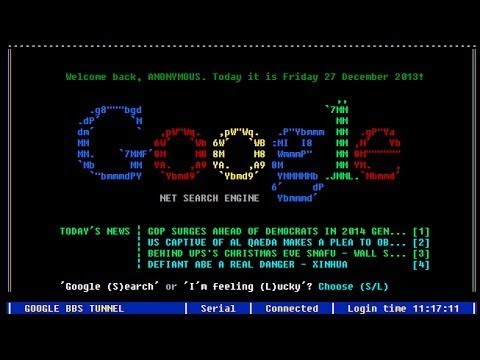 Welcome back, ANONYMOUS. Today it is Friday 27 December 2013!
Google
NET SEARCH ENGINE
TODAY'S NEWS | GOP SURGES AHEAD OF DEMOCRATS IN 2014 GEN... [1]
US CAPTIVE OF AL QAEDA MAKES A PLEA TO OB... [2]
BEHIND UPS'S CHRISTMAS EVE SNAFU - WALL S... [3]
DEFIANT ABE A REAL DANGER - XINHUA [4]
'Google (S)earch' or 'I'm feeling (L)ucky'? Choose (S/L)
GOOGLE BBS TUNNEL | Serial | Connected | Login time 11:17:11